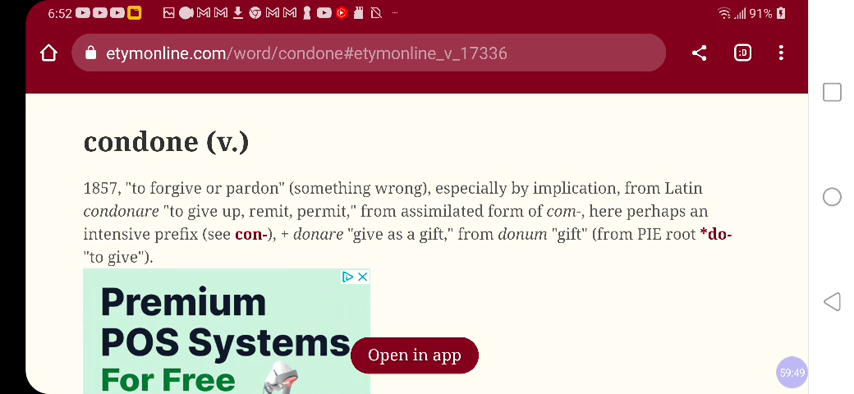 6:52 91%
etymonline.com/word/condone#etymonline_v_17336
:D
condone (v.)
1857, "to forgive or pardon" (something wrong), especially by implication, from Latin
condonare "to give up, remit, permit," from assimilated form of com-, here perhaps an
intensive prefix (see con-), + donare "give as a gift," from donum "gift" (from PIE root *do-
"to give").
Premium
POS Systems
For Free
Open in app
59:49